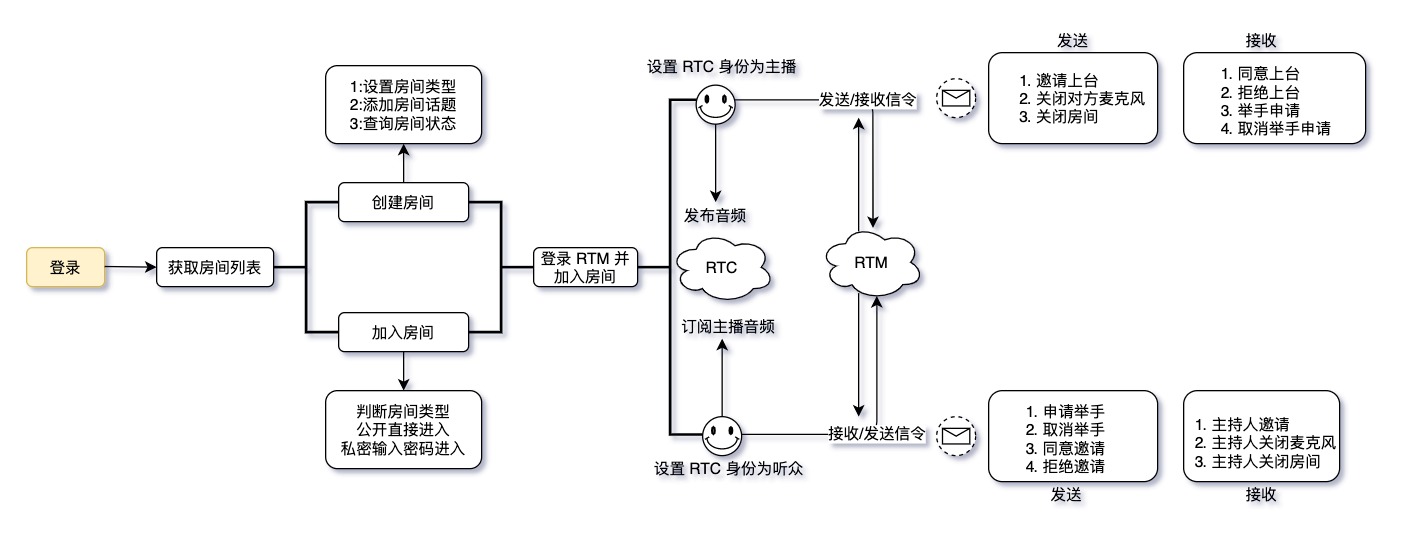 登录
获取房间列表
1:设置房间类型
2:添加房间话题
3:查询房间状态
创建房间
加入房间
判断房间类型
公开直接进入
私密输入密码进入
登录 RTM 并
加入房间
设置 RTC 身份为主播
发布音频
RTC
订阅主播音频
设置 RTC 身份为听众
发送/接收信令
RTM
接收/发送信令
发送
1. 邀请上台
2. 关闭对方麦克风
3. 关闭房间
接收
1. 同意上台
2. 拒绝上台
3. 举手申请
4. 取消举手申请
1. 申请举手
2. 取消举手
3. 同意邀请
4. 拒绝邀请
发送
1. 主持人邀请
2. 主持人关闭麦克风
3. 主持人关闭房间
接收